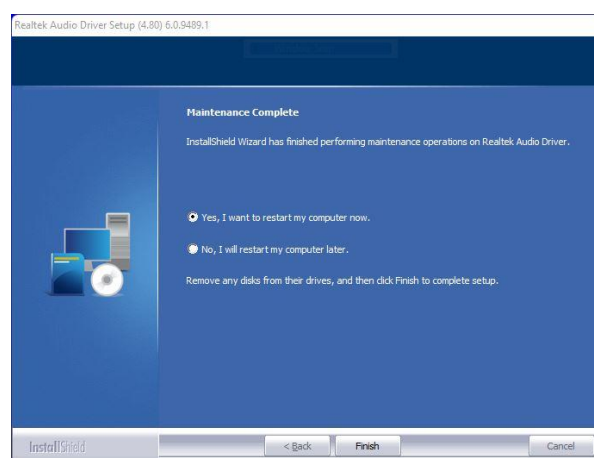 Realtek Audio Driver Setup (4.80) 6.0.9489.1
Maintenance Complete
InstallShield Wizard has finished performing maintenance operations on Realtek Audio Driver.
Yes, I want to restart my computer now.
No, I will restart my computer later.
Remove any disks from their drives, and then click Finish to complete setup.
InstallShield
< Back
Finish
Cancel